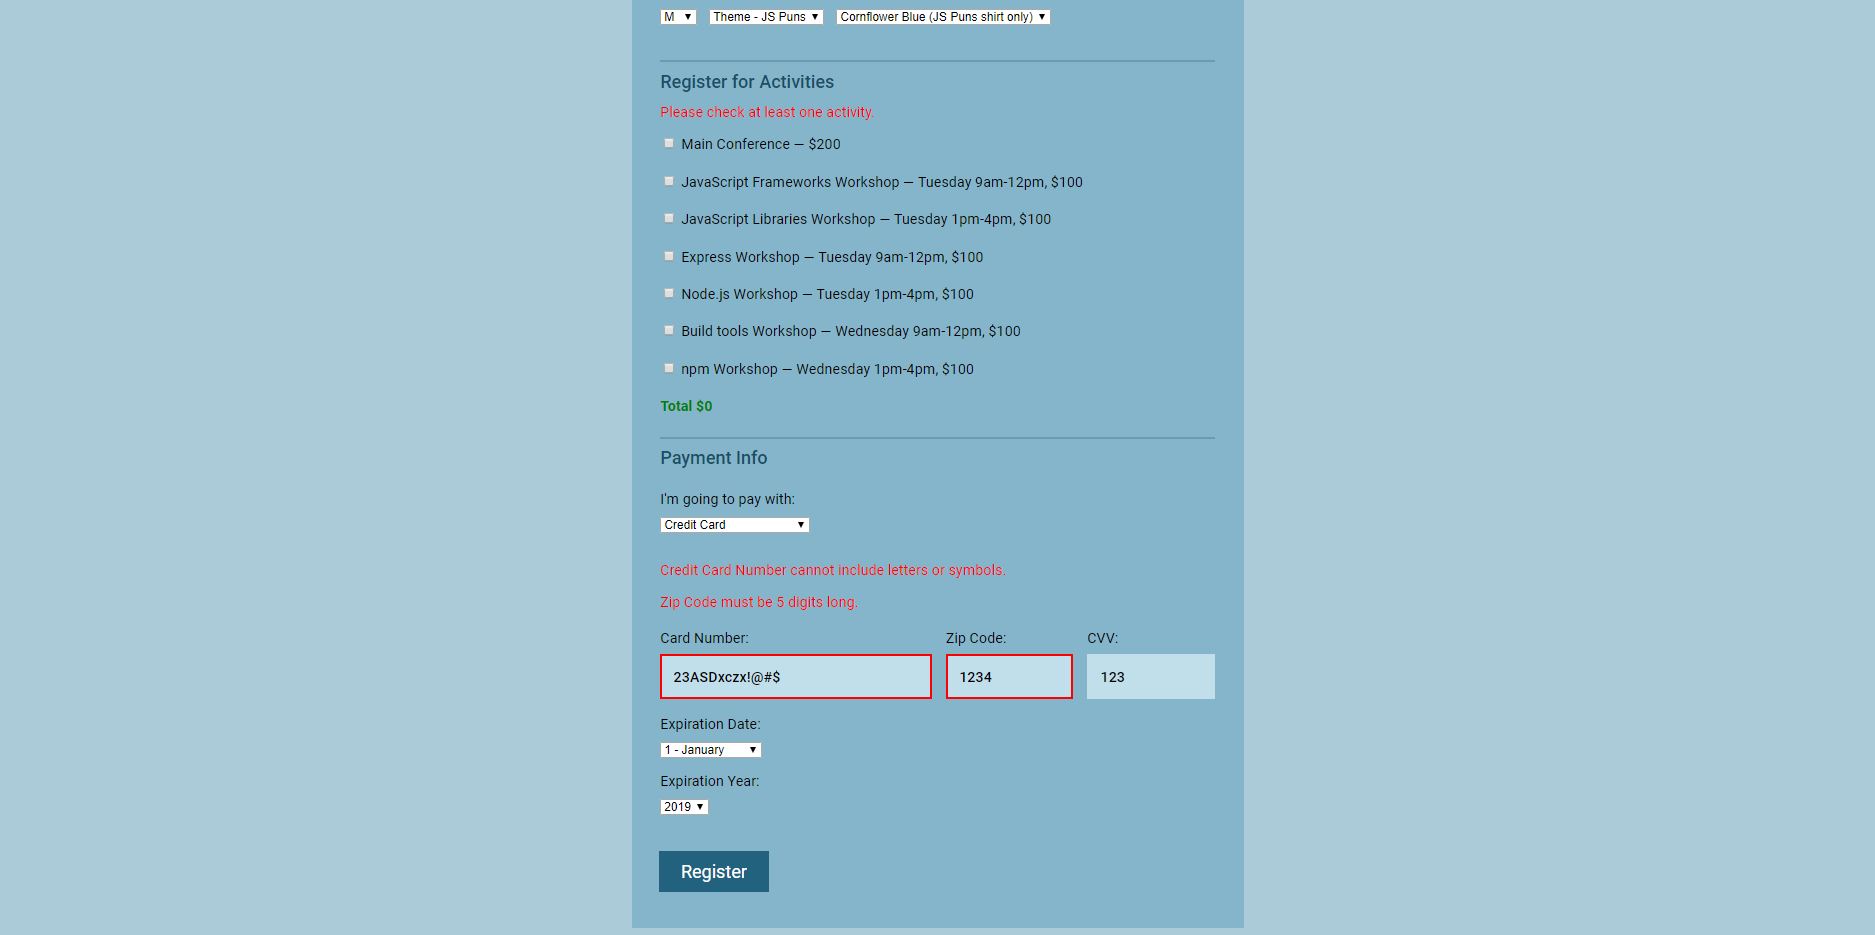 M Theme - JS Puns Cornflower Blue (JS Puns shirt only)
Register for Activities
Please check at least one activity.
Main Conference — $200
JavaScript Frameworks Workshop — Tuesday 9am-12pm, $100
JavaScript Libraries Workshop — Tuesday 1pm-4pm, $100
Express Workshop — Tuesday 9am-12pm, $100
Node.js Workshop — Tuesday 1pm-4pm, $100
Build tools Workshop — Wednesday 9am-12pm, $100
npm Workshop — Wednesday 1pm-4pm, $100
Total $0
Payment Info
I'm going to pay with:
Credit Card
Credit Card Number cannot include letters or symbols.
Zip Code must be 5 digits long.
Card Number: Zip Code: CVV:
23ASDxczx!@#$ 1234 123
Expiration Date:
1 - January
Expiration Year:
2019
Register